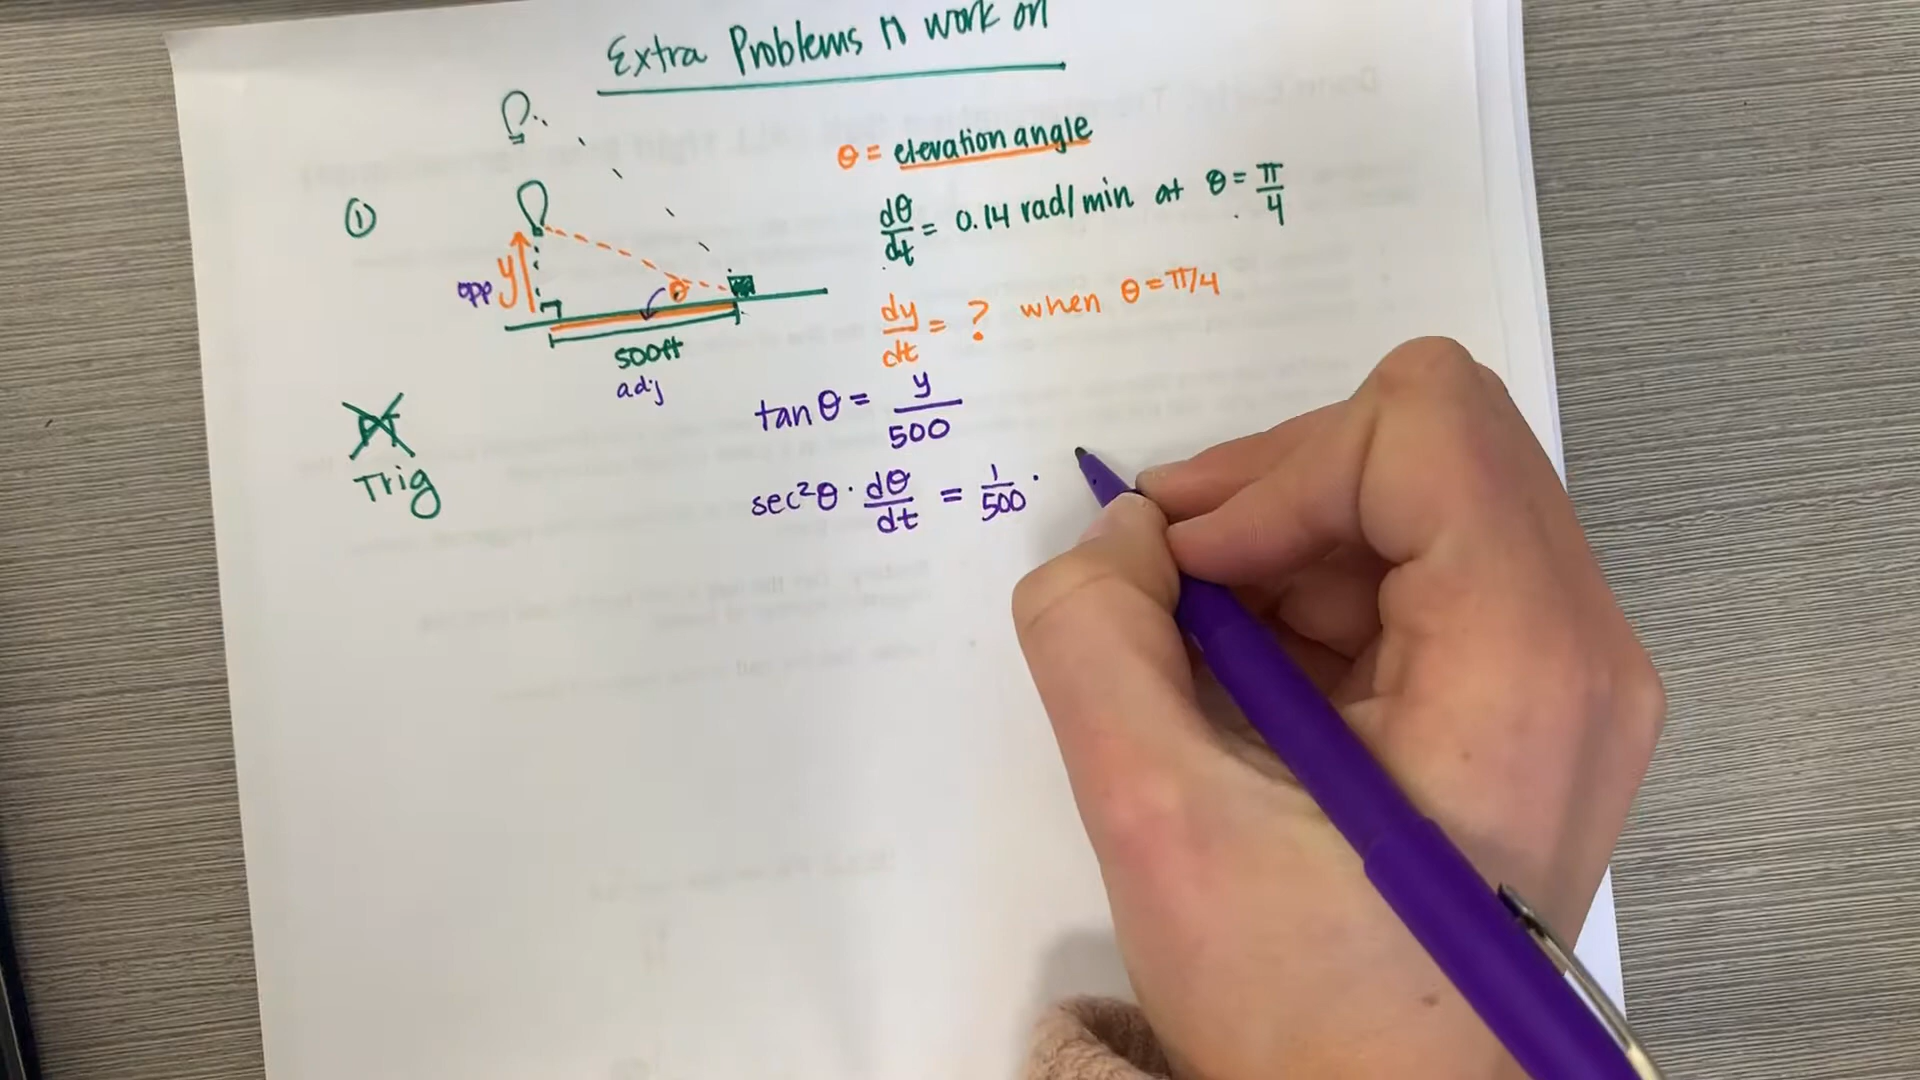 Extra Problems to work on
①
θ = elevation angle
dθ/dt = 0.14 rad/min at θ = π/4
opp y
θ
500ft
adj
dy/dt = ? when θ = π/4
PT
Trig
tan θ = y/500
sec²θ · dθ/dt = 1/500 ·